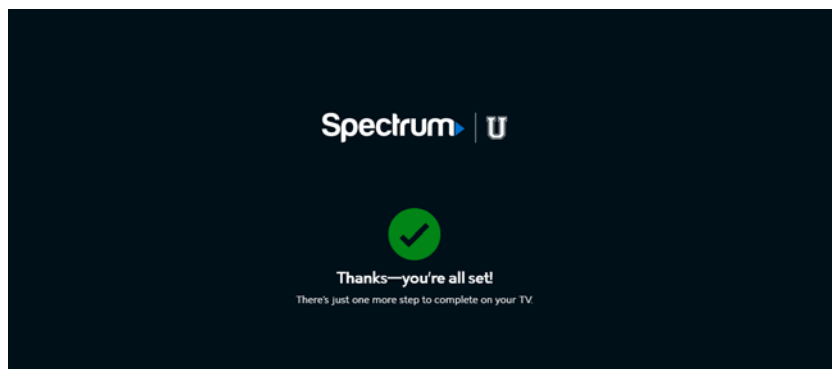 Spectrum | U
Thanks—you're all set!
There's just one more step to complete on your TV.